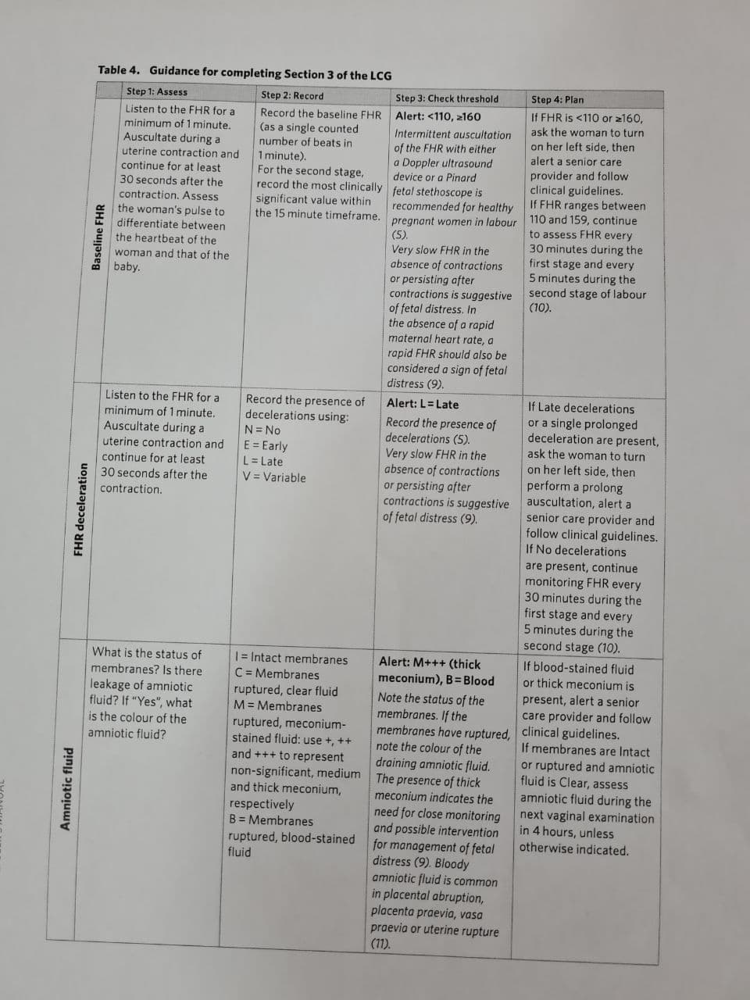 Table 4. Guidance for completing Section 3 of the LCG
Step 1: Assess
Step 2: Record
Step 3: Check threshold
Step 4: Plan
Baseline FHR
Listen to the FHR for a
minimum of 1 minute.
Auscultate during a
uterine contraction and
continue for at least
30 seconds after the
contraction. Assess
the woman's pulse to
differentiate between
the heartbeat of the
woman and that of the
baby.
Record the baseline FHR
(as a single counted
number of beats in
1 minute).
For the second stage,
record the most clinically
significant value within
the 15 minute timeframe.
Alert: <110, ≥160
Intermittent auscultation
of the FHR with either
a Doppler ultrasound
device or a Pinard
fetal stethoscope is
recommended for healthy
pregnant women in labour
(5).
Very slow FHR in the
absence of contractions
or persisting after
contractions is suggestive
of fetal distress. In
the absence of a rapid
maternal heart rate, a
rapid FHR should also be
considered a sign of fetal
distress (9).
If FHR is <110 or ≥160,
ask the woman to turn
on her left side, then
alert a senior care
provider and follow
clinical guidelines.
If FHR ranges between
110 and 159, continue
to assess FHR every
30 minutes during the
first stage and every
5 minutes during the
second stage of labour
(10).
FHR deceleration
Listen to the FHR for a
minimum of 1 minute.
Auscultate during a
uterine contraction and
continue for at least
30 seconds after the
contraction.
Record the presence of
decelerations using:
N = No
E = Early
L = Late
V = Variable
Alert: L = Late
Record the presence of
decelerations (5).
Very slow FHR in the
absence of contractions
or persisting after
contractions is suggestive
of fetal distress (9).
If Late decelerations
or a single prolonged
deceleration are present,
ask the woman to turn
on her left side, then
perform a prolong
auscultation, alert a
senior care provider and
follow clinical guidelines.
If No decelerations
are present, continue
monitoring FHR every
30 minutes during the
first stage and every
5 minutes during the
second stage (10).
Amniotic fluid
What is the status of
membranes? Is there
leakage of amniotic
fluid? If "Yes", what
is the colour of the
amniotic fluid?
I = Intact membranes
C = Membranes
ruptured, clear fluid
M = Membranes
ruptured, meconium-
stained fluid: use +, ++
and +++ to represent
non-significant, medium
and thick meconium,
respectively
B = Membranes
ruptured, blood-stained
fluid
Alert: M+++ (thick
meconium), B = Blood
Note the status of the
membranes. If the
membranes have ruptured,
note the colour of the
draining amniotic fluid.
The presence of thick
meconium indicates the
need for close monitoring
and possible intervention
for management of fetal
distress (9). Bloody
amniotic fluid is common
in placental abruption,
placenta praevia, vasa
praevia or uterine rupture
(11).
If blood-stained fluid
or thick meconium is
present, alert a senior
care provider and follow
clinical guidelines.
If membranes are Intact
or ruptured and amniotic
fluid is Clear, assess
amniotic fluid during the
next vaginal examination
in 4 hours, unless
otherwise indicated.